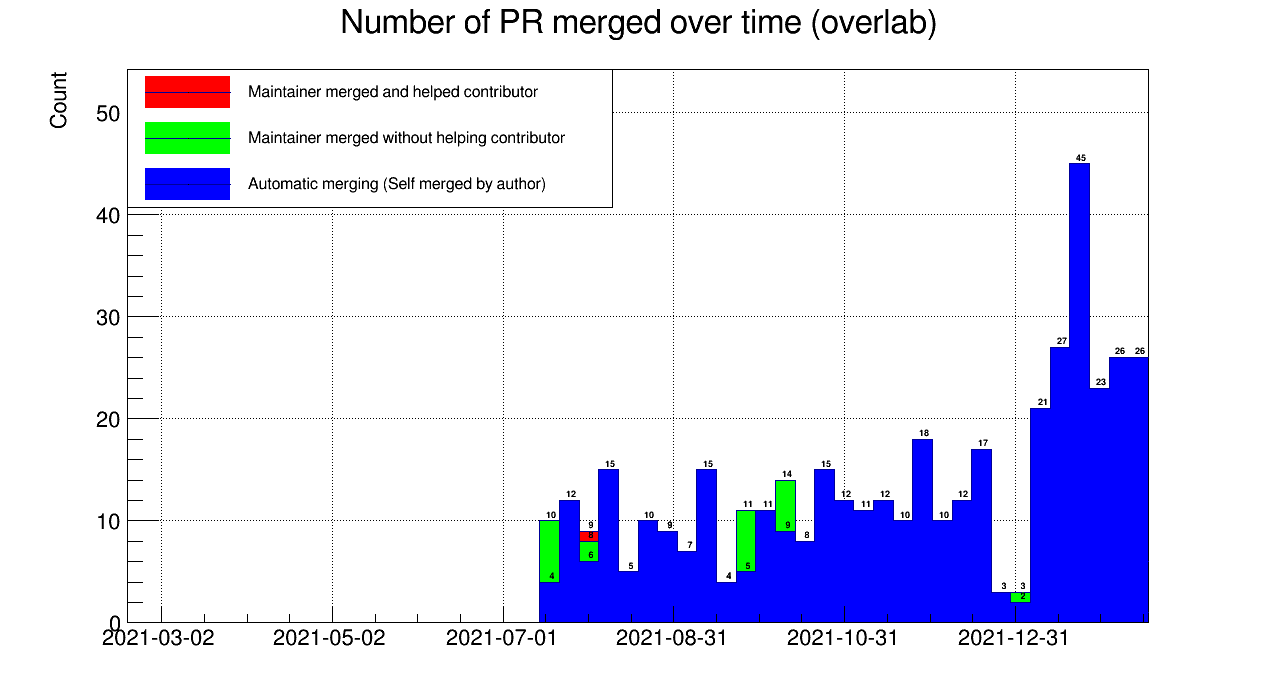 Number of PR merged over time (overlab)
Count
Maintainer merged and helped contributor
Maintainer merged without helping contributor
Automatic merging (Self merged by author)
50
40
30
20
10
0
45
27
26 26
23
21
18
17
15 15 15
14
12 12 12 12
11 11 11
10 10 10 10
9 9 9
8 8
7
6
5 5
4 4
3 3
2
2021-03-02 2021-05-02 2021-07-01 2021-08-31 2021-10-31 2021-12-31